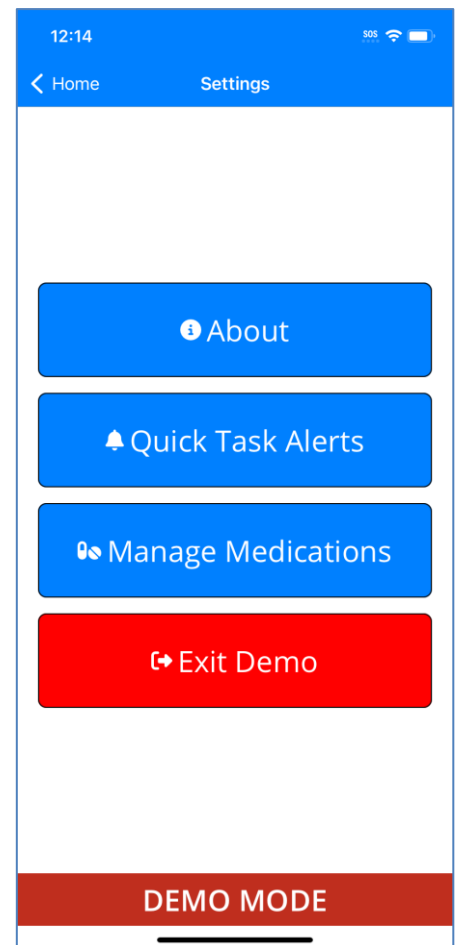 12:14
SOS
Home
Settings
About
Quick Task Alerts
Manage Medications
Exit Demo
DEMO MODE